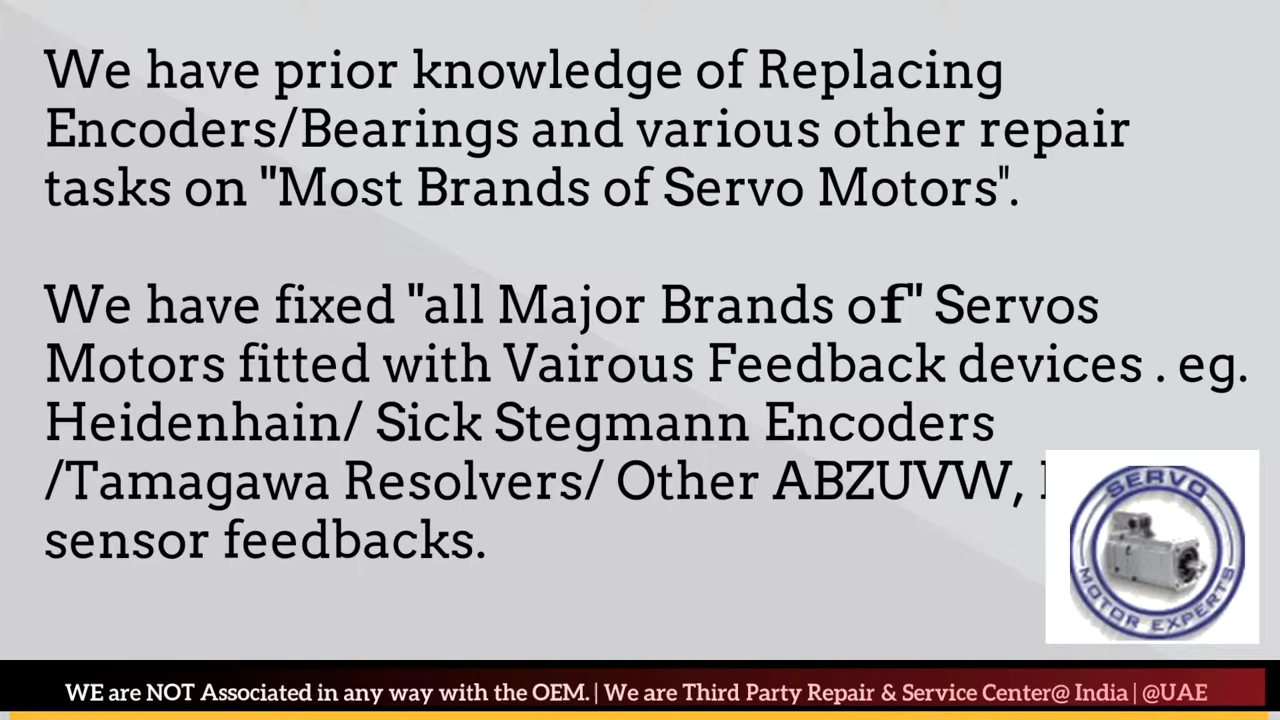 We have prior knowledge of Replacing
Encoders/Bearings and various other repair
tasks on "Most Brands of Servo Motors".
We have fixed "all Major Brands of" Servos
Motors fitted with Vairous Feedback devices . eg.
Heidenhain/ Sick Stegmann Encoders
/Tamagawa Resolvers/ Other ABZUVW,
sensor feedbacks.
SERVO
MOTOR EXPERTS
WE are NOT Associated in any way with the OEM. | We are Third Party Repair & Service Center@ India | @UAE